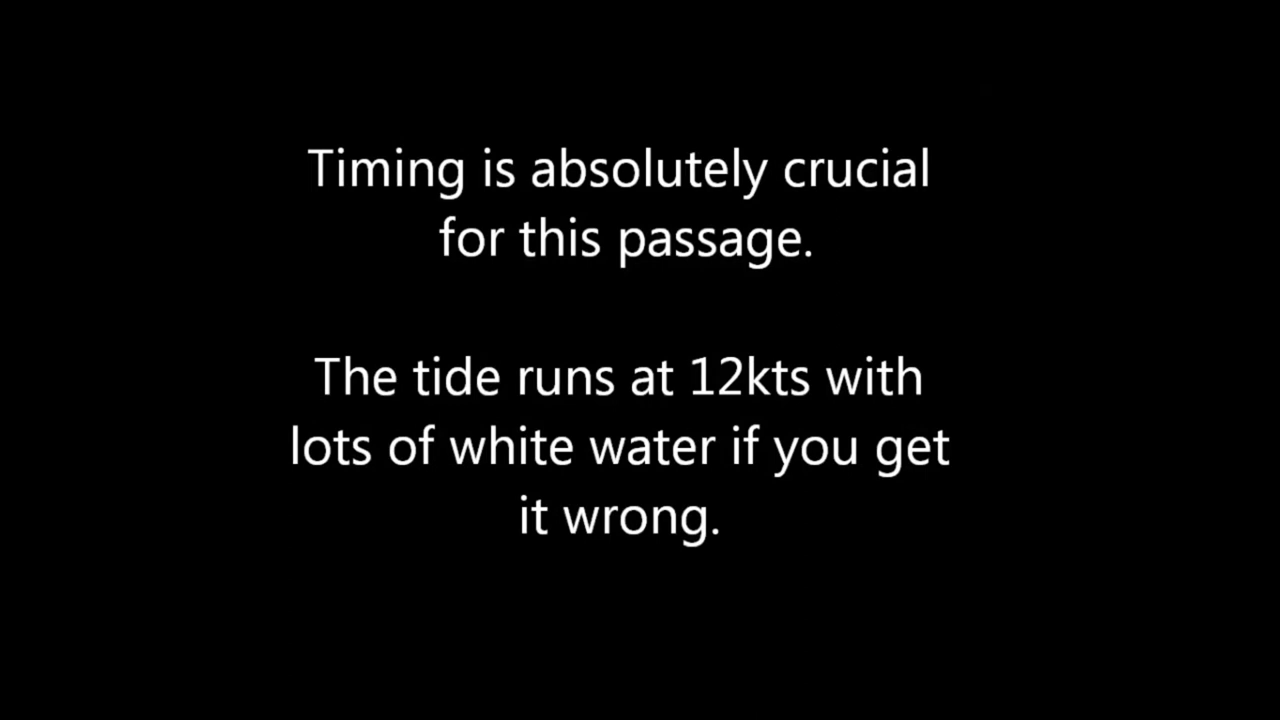 Timing is absolutely crucial
for this passage.
The tide runs at 12kts with
lots of white water if you get
it wrong.